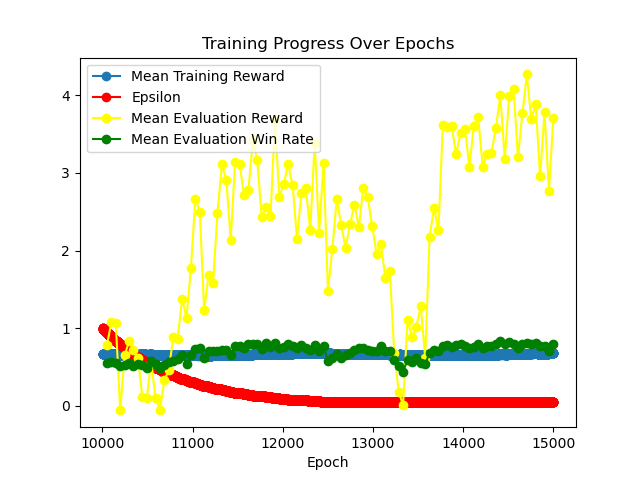 Training Progress Over Epochs
Mean Training Reward
Epsilon
Mean Evaluation Reward
Mean Evaluation Win Rate
4
3
2
1
0
10000 11000 12000 13000 14000 15000
Epoch